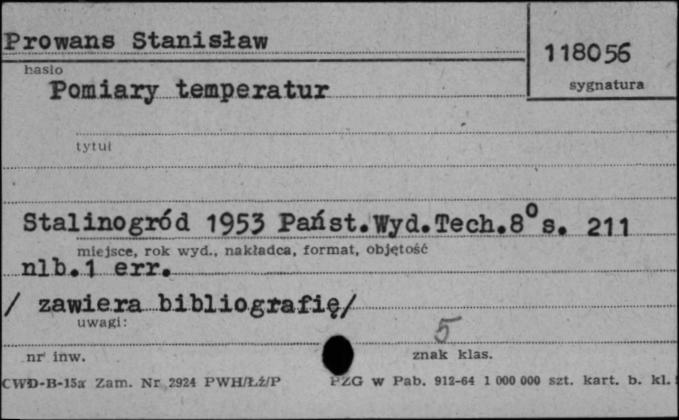 Prowans Stanisław
118056
hasło
sygnatura
Pomiary temperatur
tytuł
Stalinogród 1953 Państ.Wyd.Tech.8° s. 211
miejsce, rok wyd., nakładca, format, objętość
nlb.1 err.
/ zawiera bibliografię/
uwagi:
5
nr inw.
znak klas.
CWD-B-15a Zam. Nr 2924 PWH/Łż/P PZG w Pab. 912-64 1 000 000 szt. kart. b. kl.